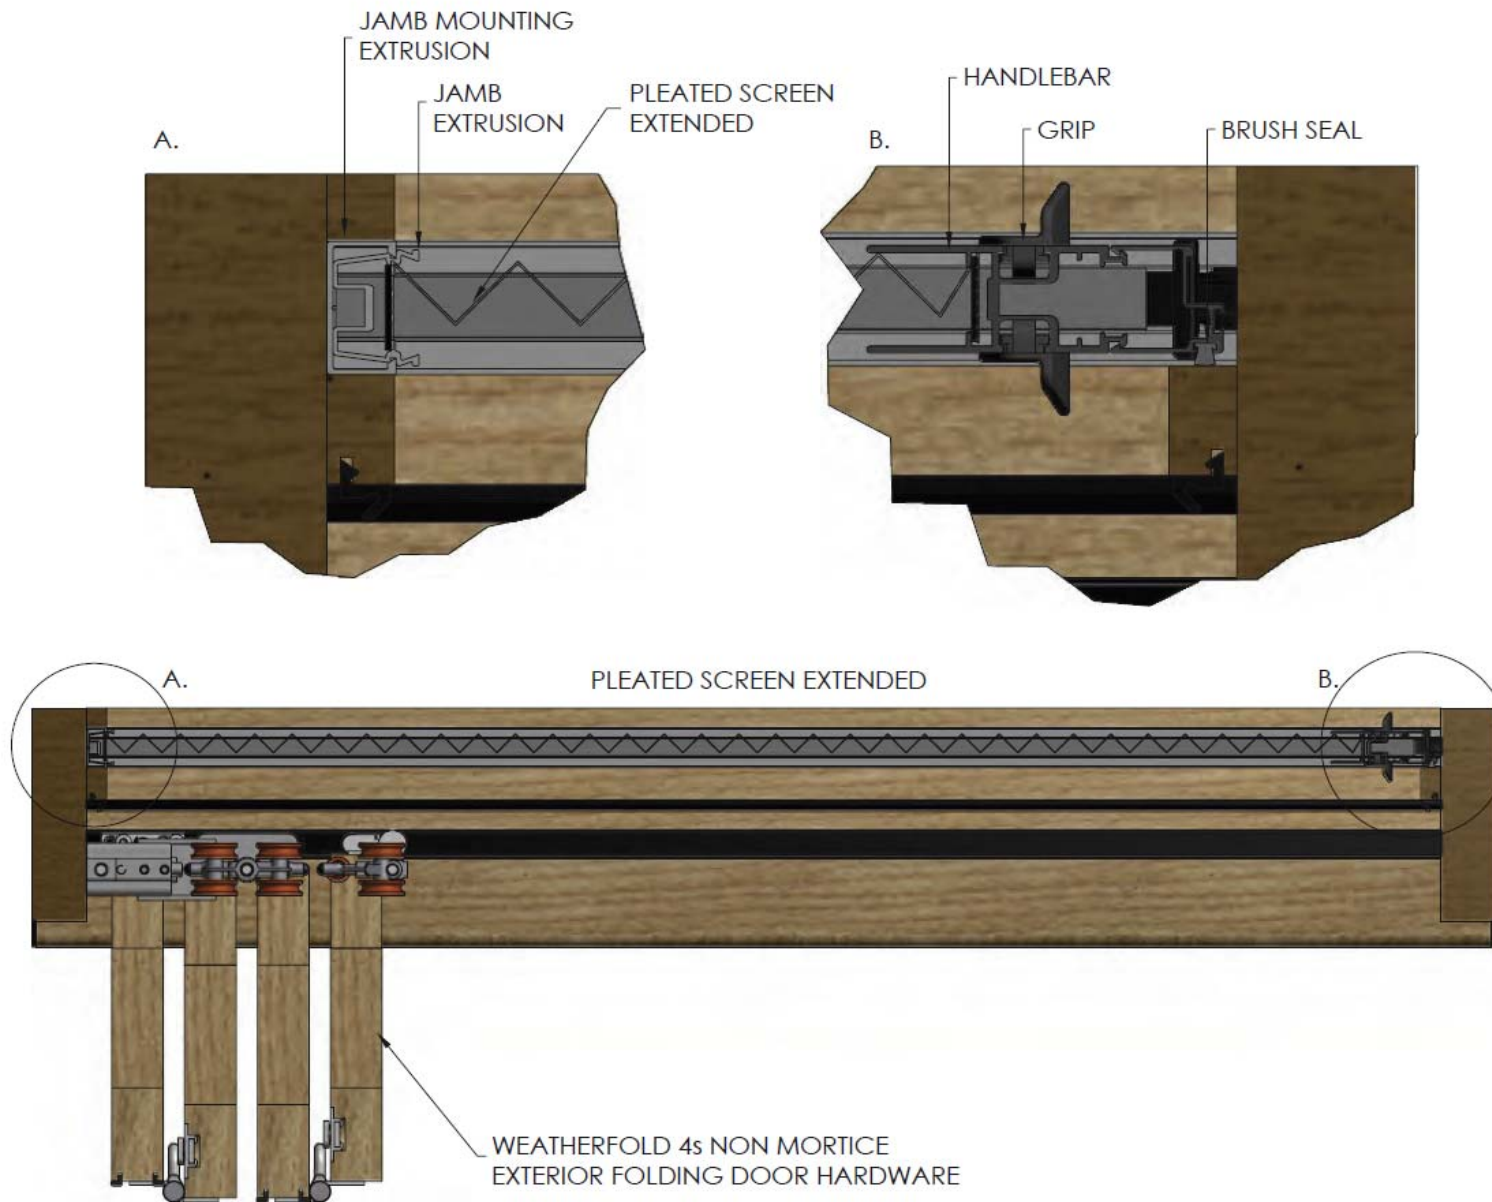 JAMB MOUNTING
EXTRUSION
JAMB
EXTRUSION
PLEATED SCREEN
EXTENDED
A.
HANDLEBAR
GRIP
BRUSH SEAL
B.
A.
PLEATED SCREEN EXTENDED
B.
WEATHERFOLD 4s NON MORTICE
EXTERIOR FOLDING DOOR HARDWARE